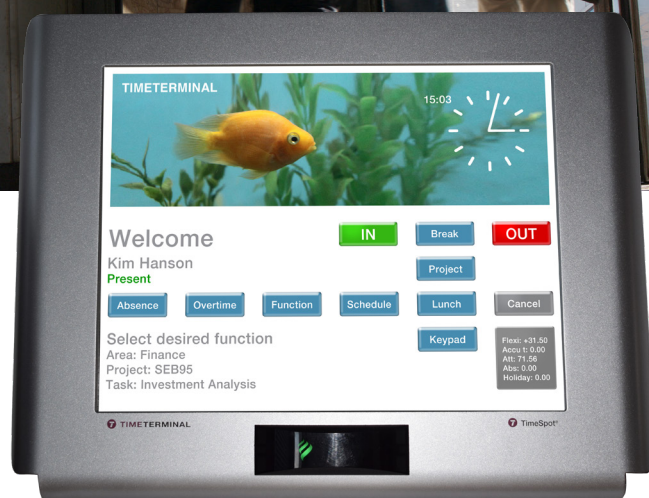 TIMETERMINAL
15:03
Welcome
Kim Hanson
Present
IN
Break
OUT
Project
Absence
Overtime
Function
Schedule
Lunch
Cancel
Select desired function
Area: Finance
Project: SEB95
Task: Investment Analysis
Keypad
Flexi: +31.50
Accu t: 0.00
Att: 71.56
Abs: 0.00
Holiday: 0.00
TIMETERMINAL
TimeSpot